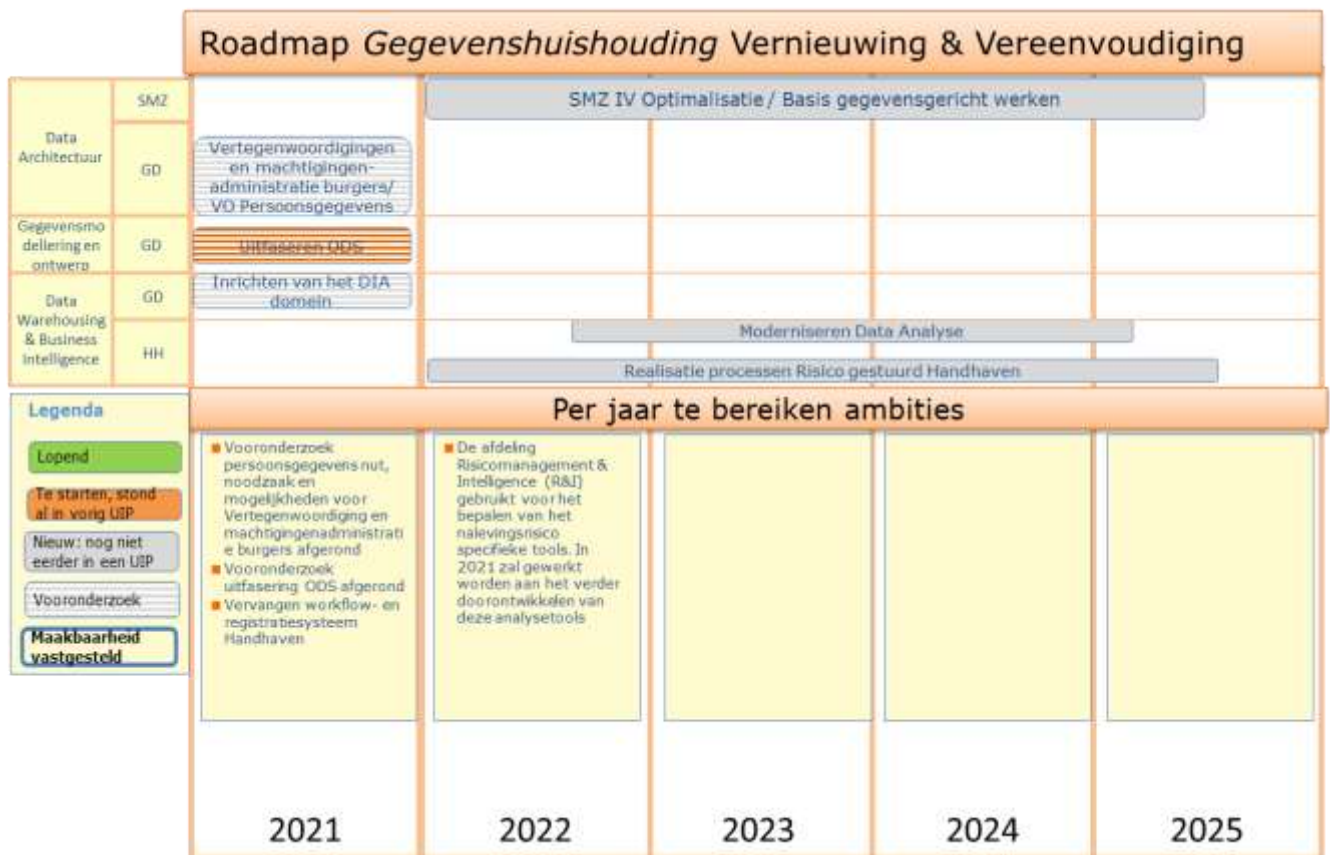 Roadmap Gegevenshuishouding Vernieuwing & Vereenvoudiging
Data
Architectuur
SMZ
SMZ IV Optimalisatie / Basis gegevensgericht werken
GD
Vertegenwoordigingen
en machtigingen-
administratie burgers/
VO Persoonsgegevens
Gegevensmo
dellering en
ontwerp
GD
Uitfaseren ODS
Data
Warehousing
& Business
Intelligence
GD
Inrichten van het DIA
domein
HH
Moderniseren Data Analyse
Realisatie processen Risico gestuurd Handhaven
Legenda
Lopend
Te starten, stond
al in vorig UIP
Nieuw: nog niet
eerder in een UIP
Vooronderzoek
Maakbaarheid
vastgesteld
Per jaar te bereiken ambities
Vooronderzoek
persoonsgegevens nut,
noodzaak en
mogelijkheden voor
Vertegenwoordiging en
machtigingenadministrati
e burgers afgerond
Vooronderzoek
uitfasering ODS afgerond
Vervangen workflow- en
registratiesysteem
Handhaven
De afdeling
Risicomanagement &
Intelligence (R&I)
gebruikt voor het
bepalen van het
nalevingsrisico
specifieke tools. In
2021 zal gewerkt
worden aan het verder
doorontwikkelen van
deze analysetools
2021
2022
2023
2024
2025